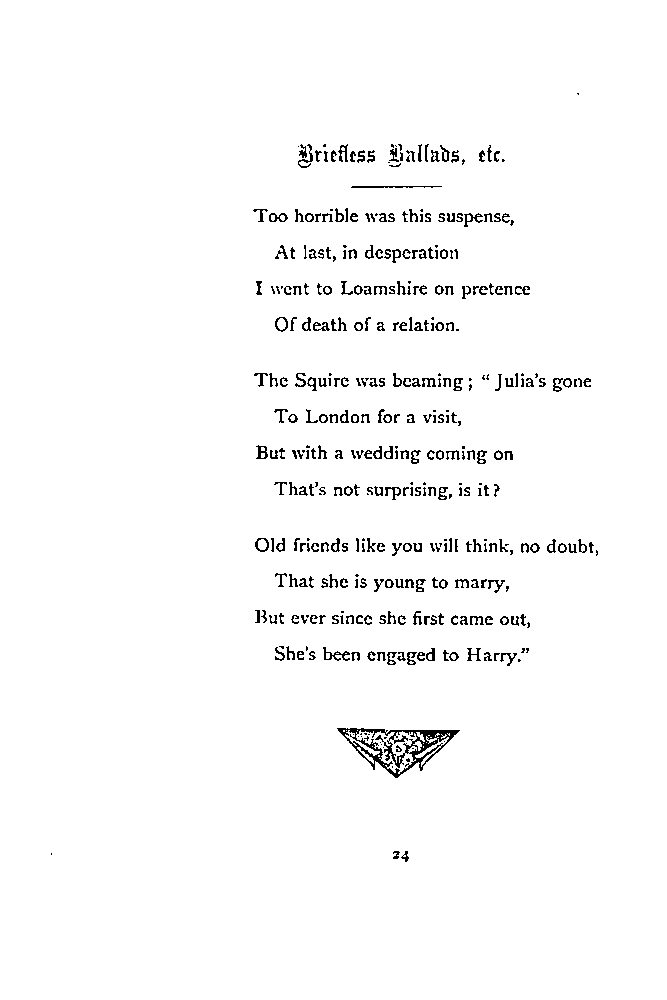 Briefless Ballads, etc.
Too horrible was this suspense,
At last, in desperation
I went to Loamshire on pretence
Of death of a relation.
The Squire was beaming; “Julia's gone
To London for a visit,
But with a wedding coming on
That's not surprising, is it?
Old friends like you will think, no doubt,
That she is young to marry,
But ever since she first came out,
She's been engaged to Harry.”
24